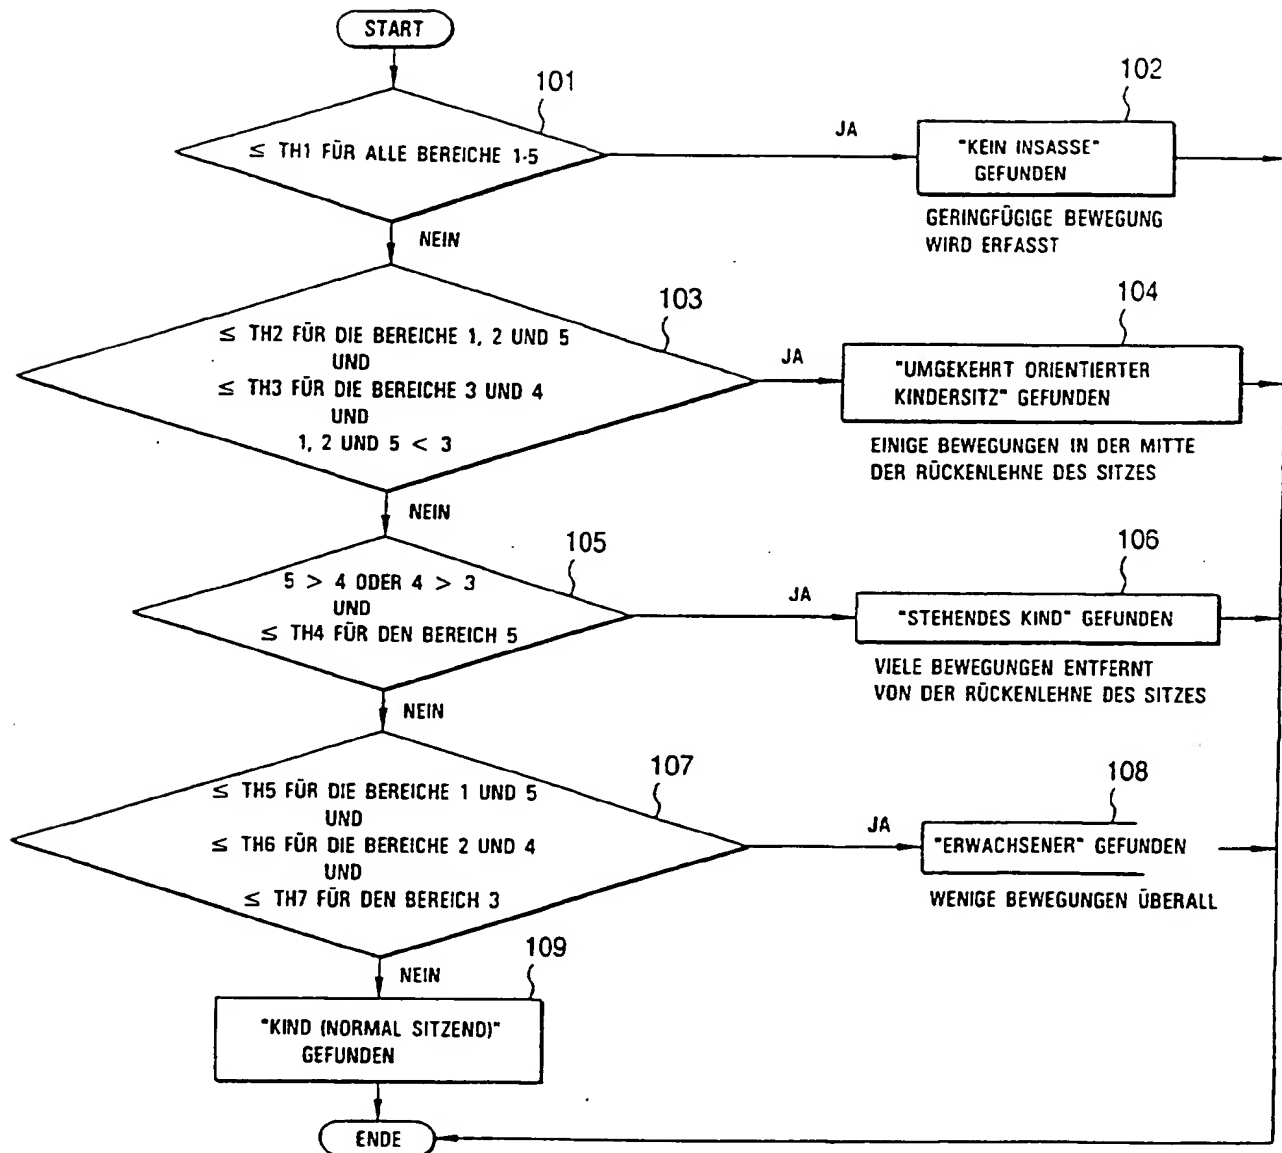 START
101
≤ TH1 FÜR ALLE BEREICHE 1-5
JA
102
"KEIN INSASSE"
GEFUNDEN
GERINGFÜGIGE BEWEGUNG
WIRD ERFASST
NEIN
103
≤ TH2 FÜR DIE BEREICHE 1, 2 UND 5
UND
≤ TH3 FÜR DIE BEREICHE 3 UND 4
UND
1, 2 UND 5 < 3
JA
104
"UMGEKEHRT ORIENTIERTER
KINDERSITZ" GEFUNDEN
EINIGE BEWEGUNGEN IN DER MITTE
DER RÜCKENLEHNE DES SITZES
NEIN
105
5 > 4 ODER 4 > 3
UND
≤ TH4 FÜR DEN BEREICH 5
JA
106
"STEHENDES KIND" GEFUNDEN
VIELE BEWEGUNGEN ENTFERNT
VON DER RÜCKENLEHNE DES SITZES
NEIN
107
≤ TH5 FÜR DIE BEREICHE 1 UND 5
UND
≤ TH6 FÜR DIE BEREICHE 2 UND 4
UND
≤ TH7 FÜR DEN BEREICH 3
JA
108
"ERWACHSENER" GEFUNDEN
WENIGE BEWEGUNGEN ÜBERALL
NEIN
109
"KIND (NORMAL SITZEND)"
GEFUNDEN
ENDE